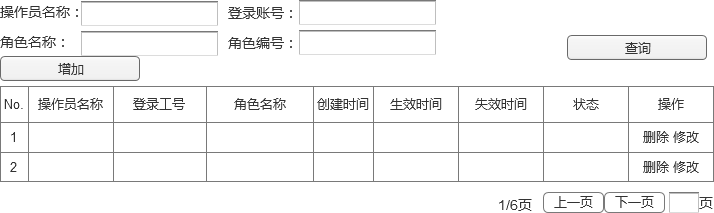 操作员名称： 登录账号：
角色名称： 角色编号：
查询
增加
No. 操作员名称 登录工号 角色名称 创建时间 生效时间 失效时间 状态 操作
1 删除 修改
2 删除 修改
1/6页 上一页 下一页 页